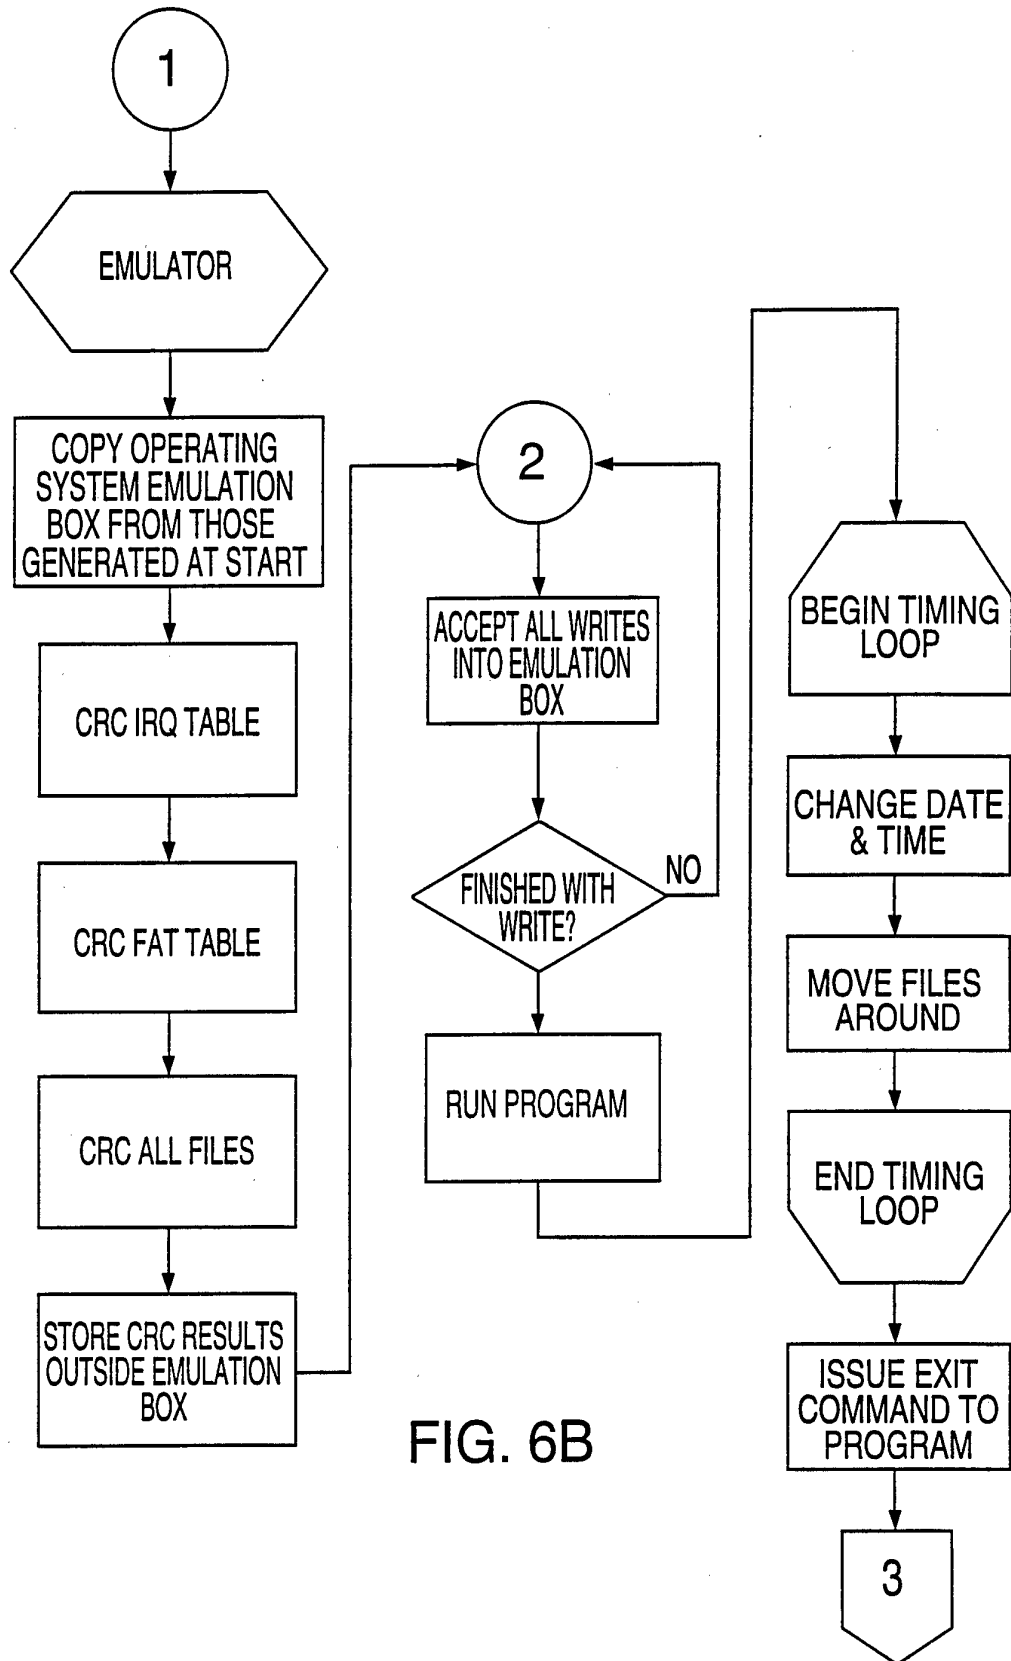 1
EMULATOR
COPY OPERATING
SYSTEM EMULATION
BOX FROM THOSE
GENERATED AT START
CRC IRQ TABLE
CRC FAT TABLE
CRC ALL FILES
STORE CRC RESULTS
OUTSIDE EMULATION
BOX
2
ACCEPT ALL WRITES
INTO EMULATION
BOX
FINISHED WITH
WRITE?
NO
RUN PROGRAM
BEGIN TIMING
LOOP
CHANGE DATE
& TIME
MOVE FILES
AROUND
END TIMING
LOOP
ISSUE EXIT
COMMAND TO
PROGRAM
3
FIG. 6B